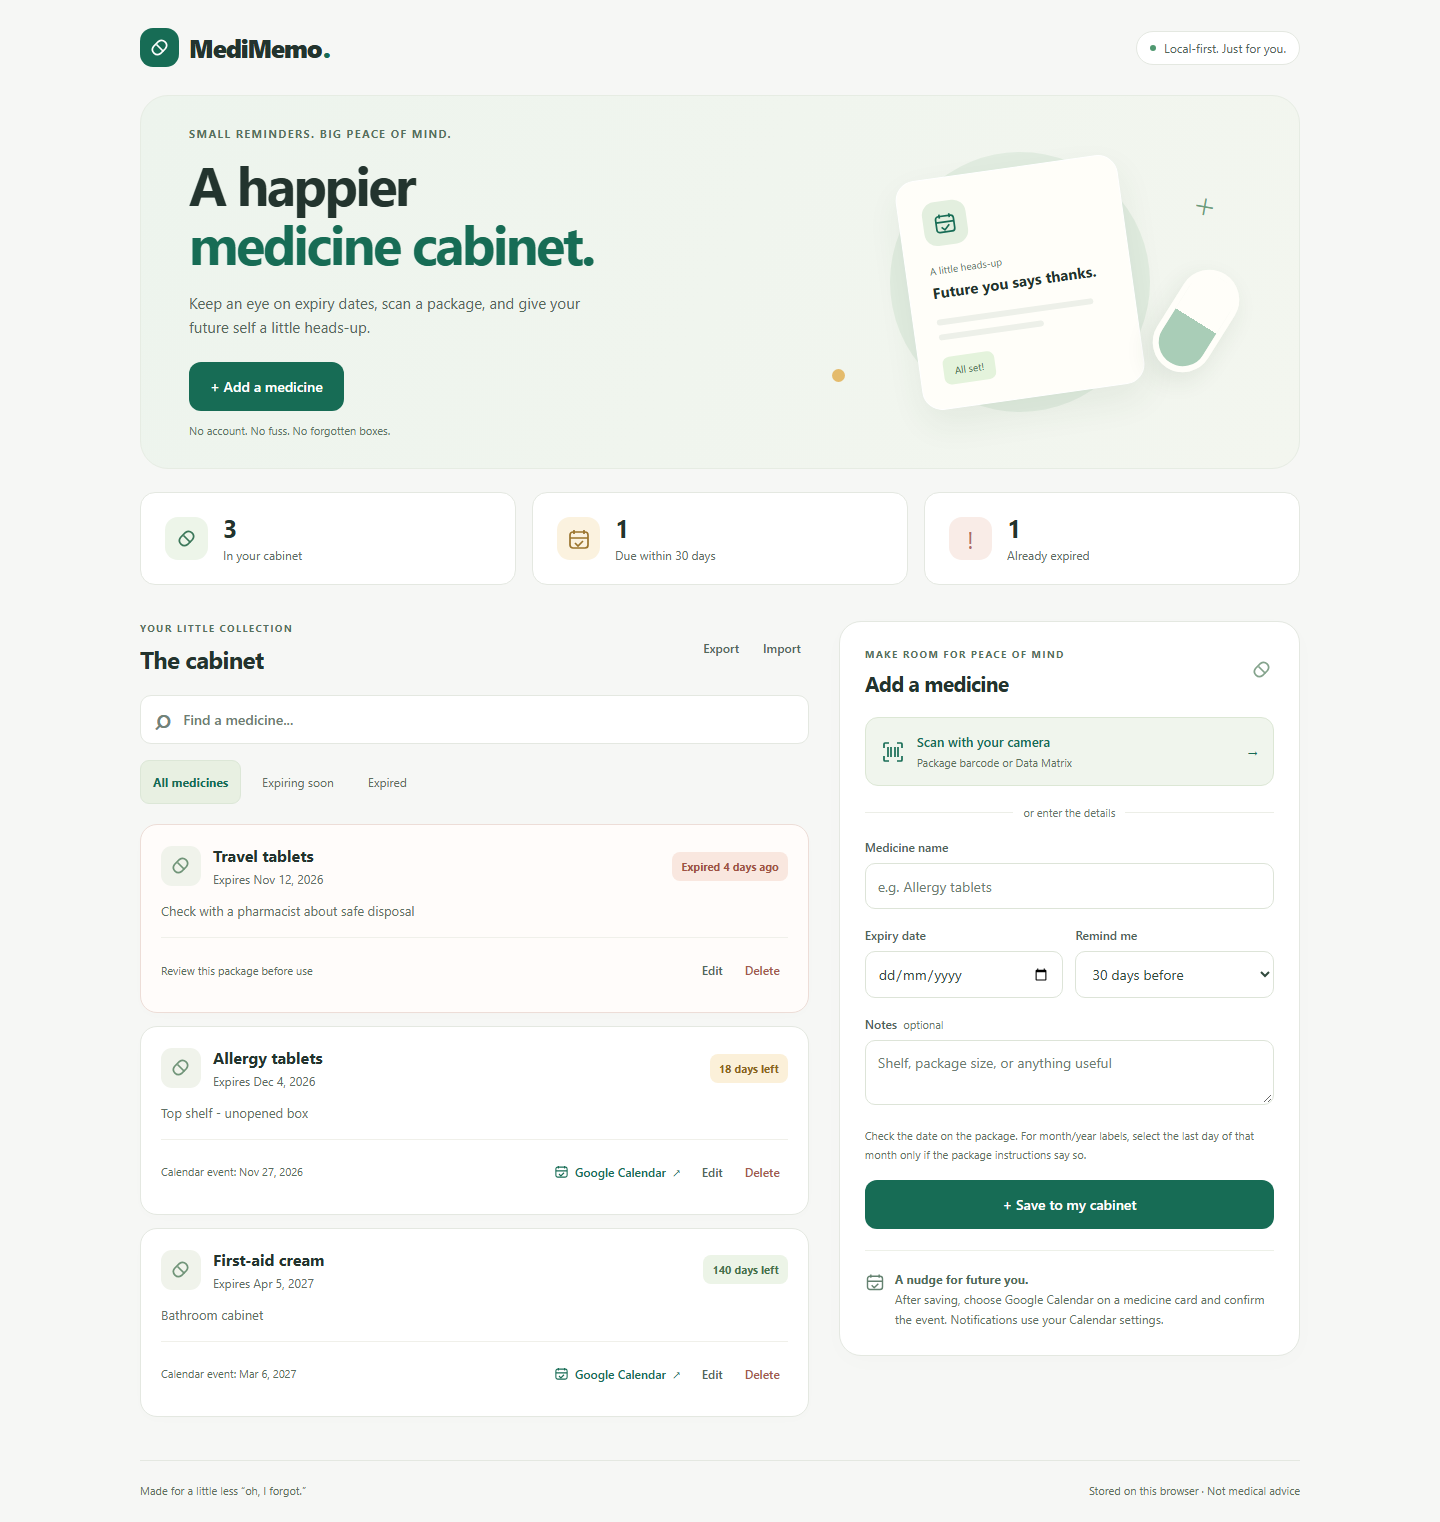 MediMemo.
Local-first. Just for you.
SMALL REMINDERS. BIG PEACE OF MIND.
A happier
medicine cabinet.
Keep an eye on expiry dates, scan a package, and give your
future self a little heads-up.
+ Add a medicine
No account. No fuss. No forgotten boxes.
A little heads-up
Future you says thanks.
All set!
3
In your cabinet
1
Due within 30 days
!
1
Already expired
YOUR LITTLE COLLECTION
The cabinet
Export
Import
Find a medicine...
All medicines
Expiring soon
Expired
Travel tablets
Expires Nov 12, 2026
Expired 4 days ago
Check with a pharmacist about safe disposal
Review this package before use
Edit
Delete
Allergy tablets
Expires Dec 4, 2026
18 days left
Top shelf - unopened box
Calendar event: Nov 27, 2026
Google Calendar ↗
Edit
Delete
First-aid cream
Expires Apr 5, 2027
140 days left
Bathroom cabinet
Calendar event: Mar 6, 2027
Google Calendar ↗
Edit
Delete
MAKE ROOM FOR PEACE OF MIND
Add a medicine
Scan with your camera
Package barcode or Data Matrix
→
or enter the details
Medicine name
e.g. Allergy tablets
Expiry date
Remind me
dd/mm/yyyy
30 days before
Notes optional
Shelf, package size, or anything useful
Check the date on the package. For month/year labels, select the last day of that
month only if the package instructions say so.
+ Save to my cabinet
A nudge for future you.
After saving, choose Google Calendar on a medicine card and confirm
the event. Notifications use your Calendar settings.
Made for a little less “oh, I forgot.”
Stored on this browser · Not medical advice